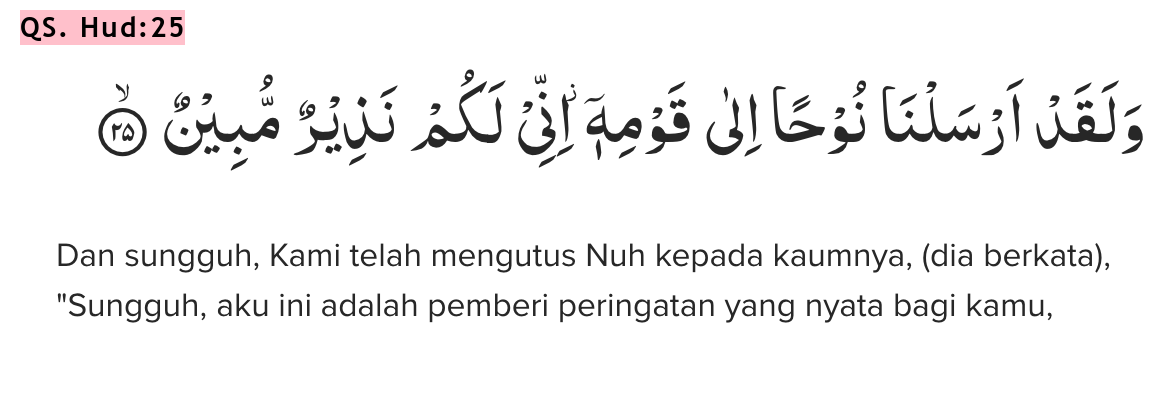 QS. Hud:25
وَلَقَدْ اَرْسَلْنَا نُوْحًا اِلٰى قَوْمِهٖٓ اِنِّيْ لَكُمْ نَذِيْرٌ مُّبِيْنٌ ۙ ٢٥
Dan sungguh, Kami telah mengutus Nuh kepada kaumnya, (dia berkata),
"Sungguh, aku ini adalah pemberi peringatan yang nyata bagi kamu,